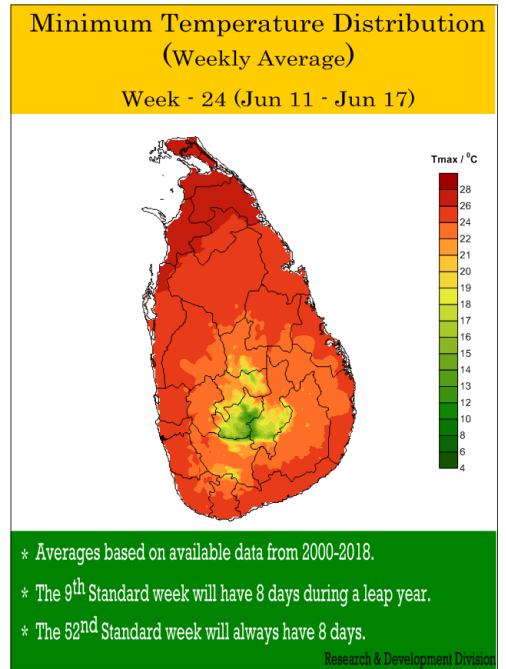 Minimum Temperature Distribution
(Weekly Average)
Week - 24 (Jun 11 - Jun 17)
Tmax / ⁰C
28
26
24
22
21
20
19
18
17
16
15
14
13
12
10
8
6
4
* Averages based on available data from 2000-2018.
* The 9th Standard week will have 8 days during a leap year.
* The 52nd Standard week will always have 8 days.
Research & Development Division